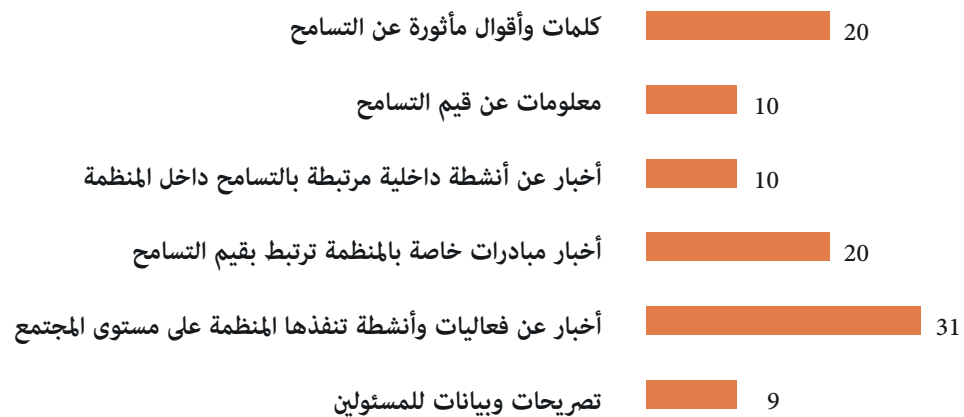 كلمات وأقوال مأثورة عن التسامح 20
معلومات عن قيم التسامح 10
أخبار عن أنشطة داخلية مرتبطة بالتسامح داخل المنظمة 10
أخبار مبادرات خاصة بالمنظمة ترتبط بقيم التسامح 20
أخبار عن فعاليات وأنشطة تنفذها المنظمة على مستوى المجتمع 31
تصريحات وبيانات للمسئولين 9